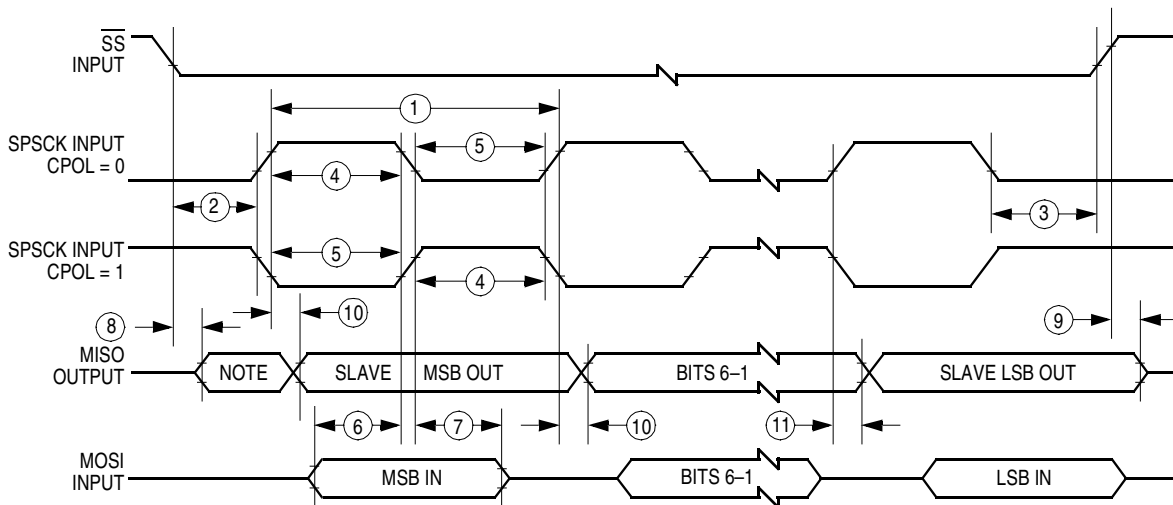 SS
INPUT
1
SPSCK INPUT
CPOL = 0
5
4
2
3
SPSCK INPUT
CPOL = 1
5
4
8
10
9
MISO
OUTPUT
NOTE
SLAVE
MSB OUT
BITS 6–1
SLAVE LSB OUT
6
7
10
11
MOSI
INPUT
MSB IN
BITS 6–1
LSB IN